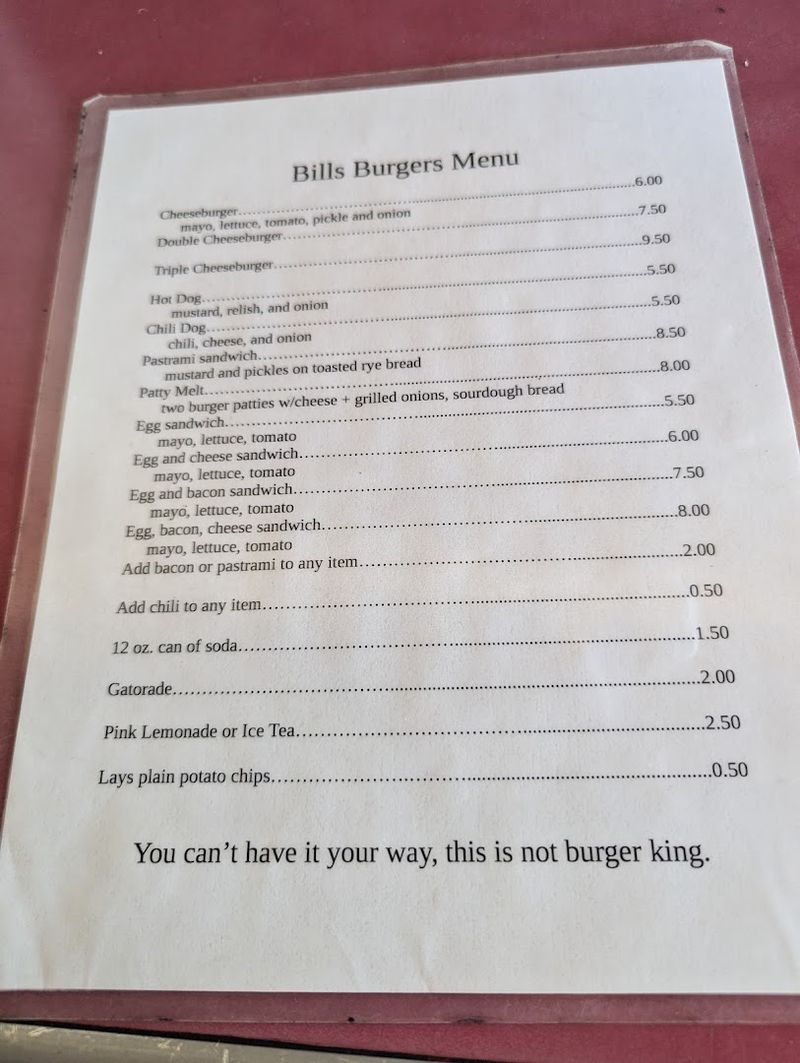 Bills Burgers Menu
Cheeseburger........................................................................6.00
mayo, lettuce, tomato, pickle and onion
Double Cheeseburger........................................................................7.50
Triple Cheeseburger........................................................................9.50
Hot Dog........................................................................5.50
mustard, relish, and onion
Chili Dog........................................................................5.50
chili, cheese, and onion
Pastrami sandwich........................................................................8.50
mustard and pickles on toasted rye bread
Patty Melt........................................................................8.00
two burger patties w/cheese + grilled onions, sourdough bread
Egg sandwich........................................................................5.50
mayo, lettuce, tomato
Egg and cheese sandwich........................................................................6.00
mayo, lettuce, tomato
Egg and bacon sandwich........................................................................7.50
mayo, lettuce, tomato
Egg, bacon, cheese sandwich........................................................................8.00
mayo, lettuce, tomato
Add bacon or pastrami to any item........................................................................2.00
Add chili to any item........................................................................0.50
12 oz. can of soda........................................................................1.50
Gatorade........................................................................2.00
Pink Lemonade or Ice Tea........................................................................2.50
Lays plain potato chips........................................................................0.50
You can't have it your way, this is not burger king.